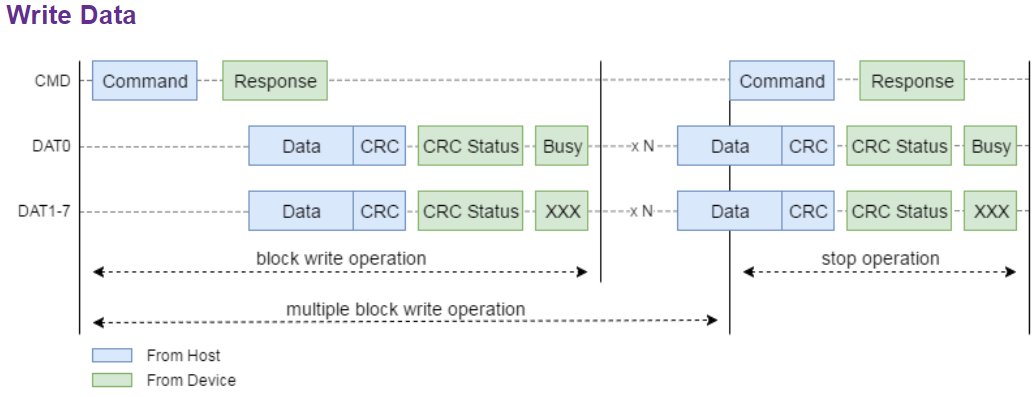 Write Data
CMD Command Response Command Response
DAT0 Data CRC CRC Status Busy x N Data CRC CRC Status Busy
DAT1-7 Data CRC CRC Status XXX x N Data CRC CRC Status XXX
block write operation stop operation
multiple block write operation
From Host
From Device